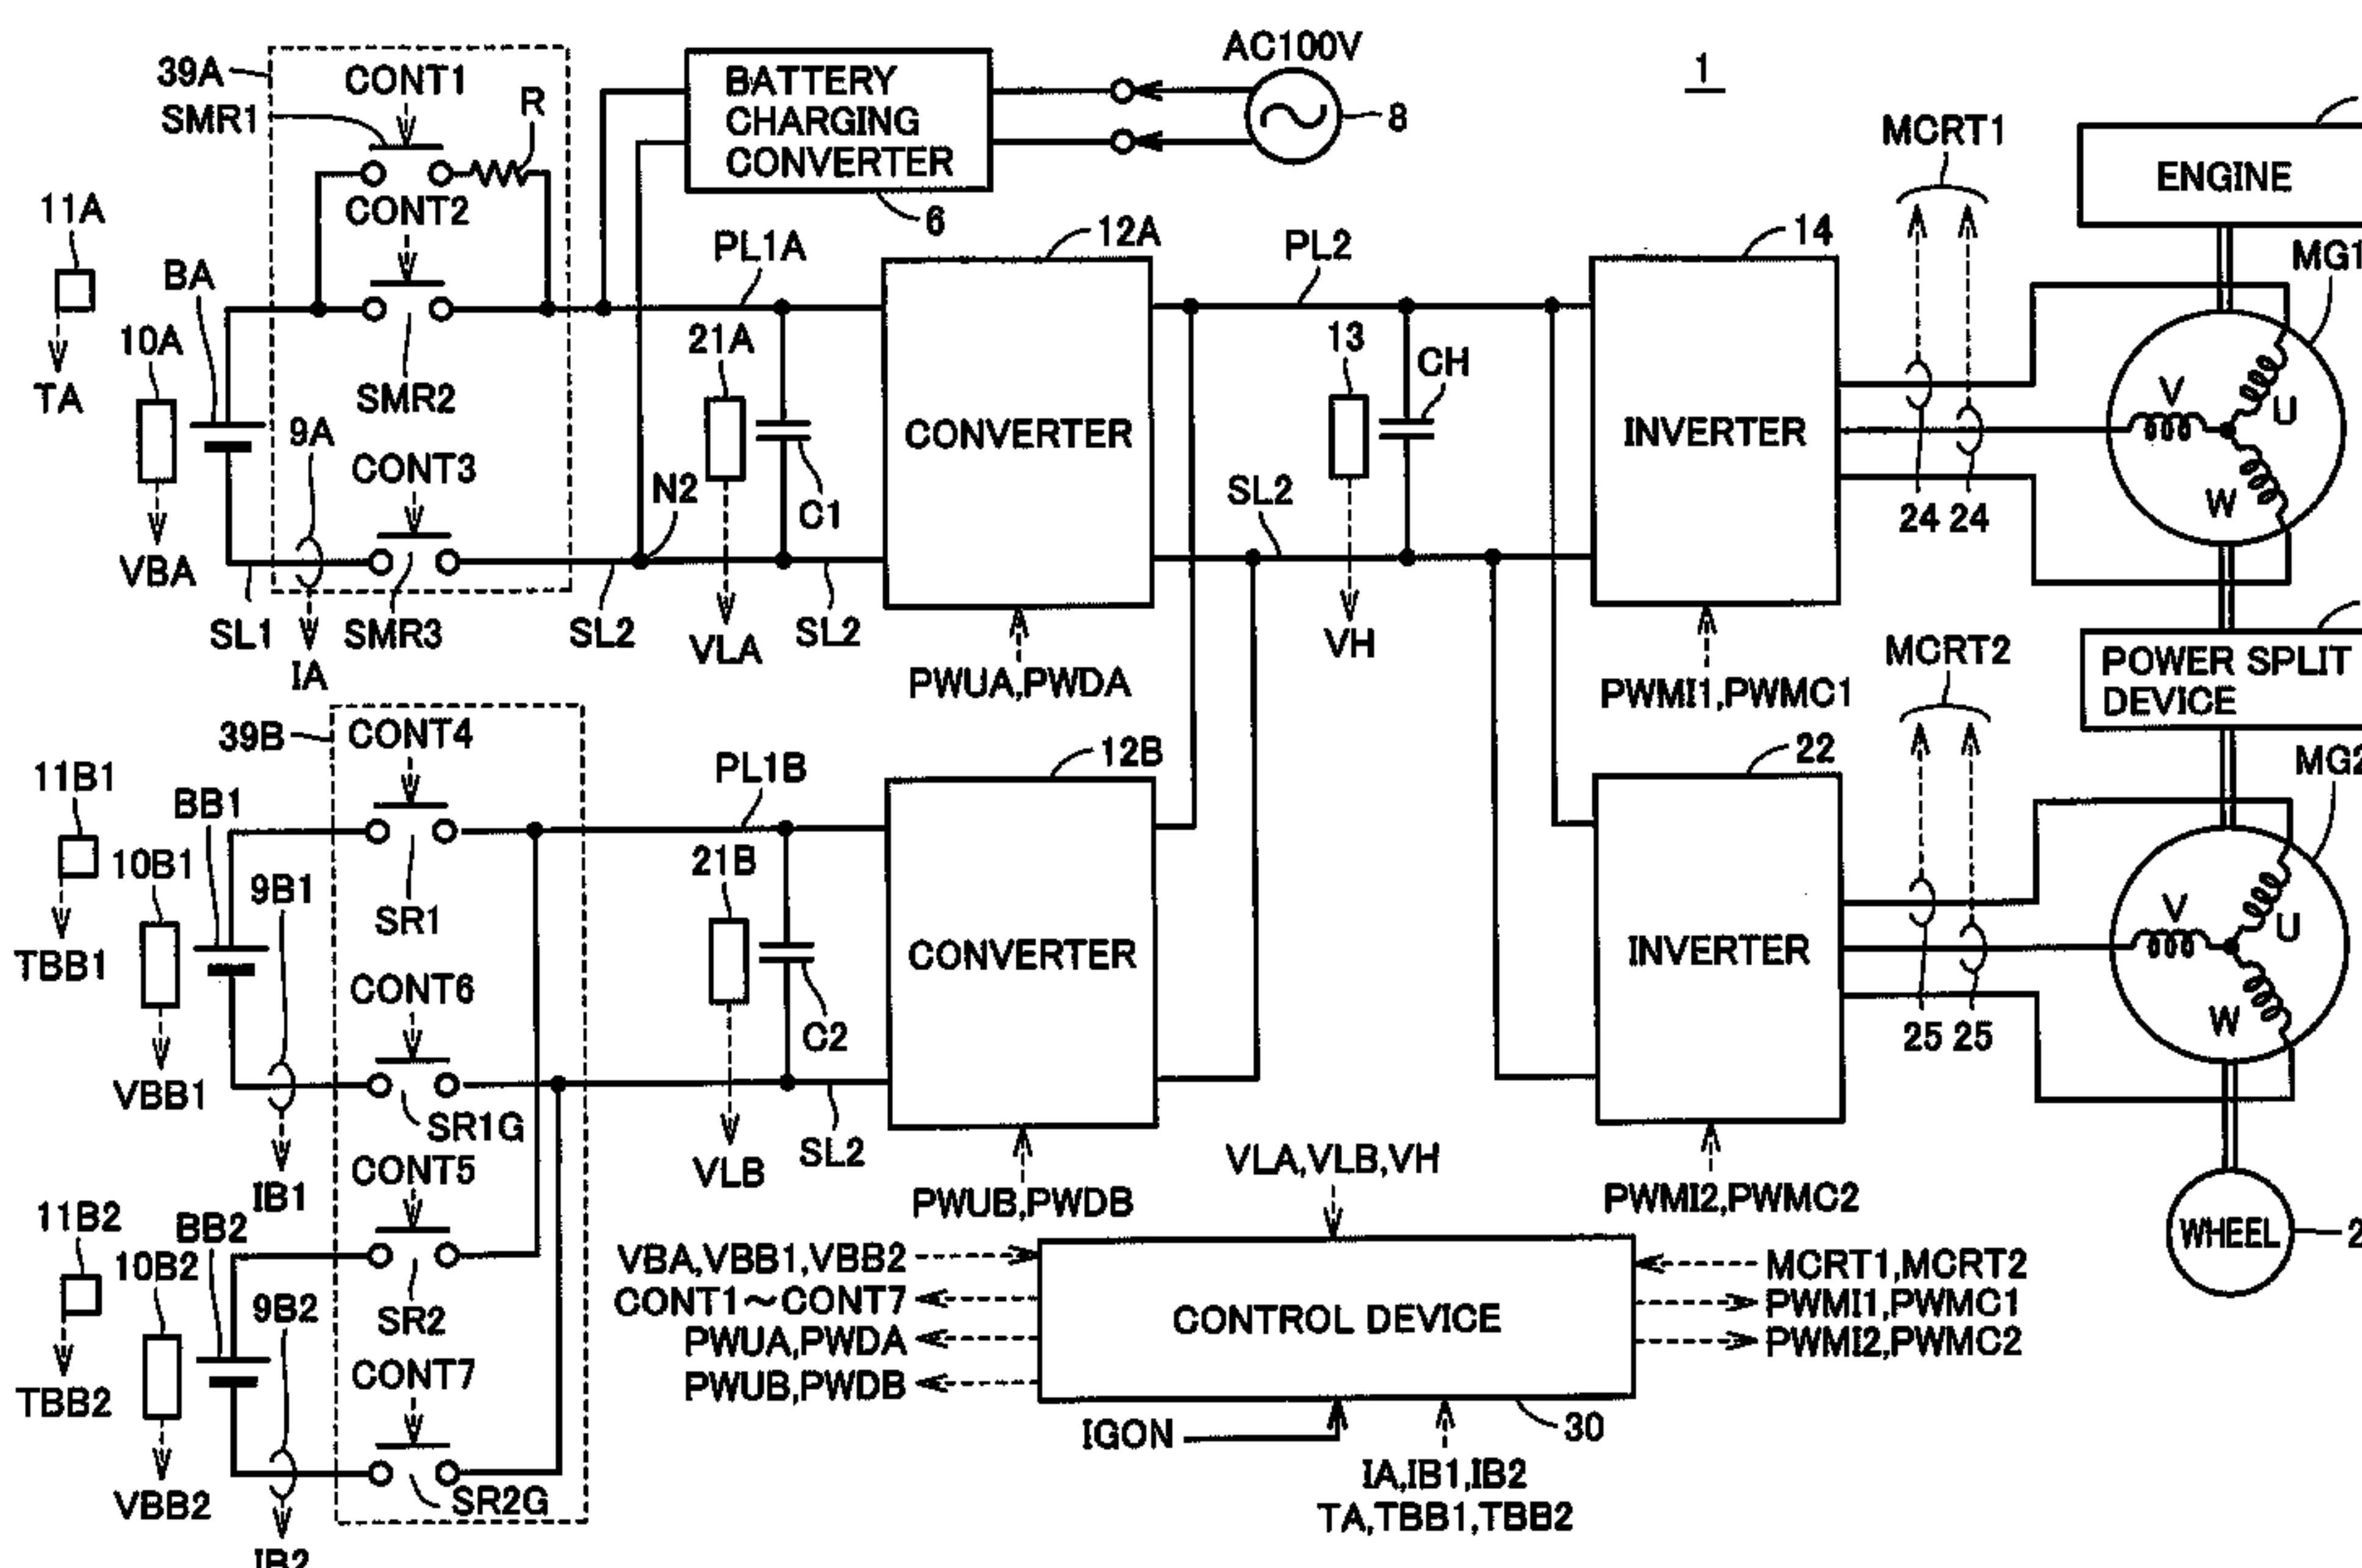 AC100V
1
39A
CONT1
SMR1
R
BATTERY
CHARGING
CONVERTER
8
6
MCRT1
ENGINE
11A
CONT2
PL1A
12A
PL2
14
MG1
BA
TA
10A
21A
13
CH
SMR2
9A
CONT3
CONVERTER
INVERTER
V
U
W
N2
C1
SL2
24 24
VBA
SL1
SMR3
SL2
VLA
SL2
VH
IA
PWUA,PWDA
PWMI1,PWMC1
MCRT2
POWER SPLIT
DEVICE
39B
CONT4
11B1
BB1
PL1B
12B
22
MG2
10B1
9B1
21B
SR1
TBB1
CONVERTER
INVERTER
V
U
W
CONT6
C2
25 25
VBB1
SR1G
SL2
CONT5
VLB
IB1
PWUB,PWDB
VLA,VLB,VH
PWMI2,PWMC2
11B2
BB2
10B2
9B2
SR2
WHEEL
2
VBA,VBB1,VBB2
CONT1~CONT7
PWUA,PWDA
PWUB,PWDB
CONTROL DEVICE
MCRT1,MCRT2
PWMI1,PWMC1
PWMI2,PWMC2
CONT7
TBB2
IGON
30
SR2G
VBB2
IA,IB1,IB2
TA,TBB1,TBB2
IB2